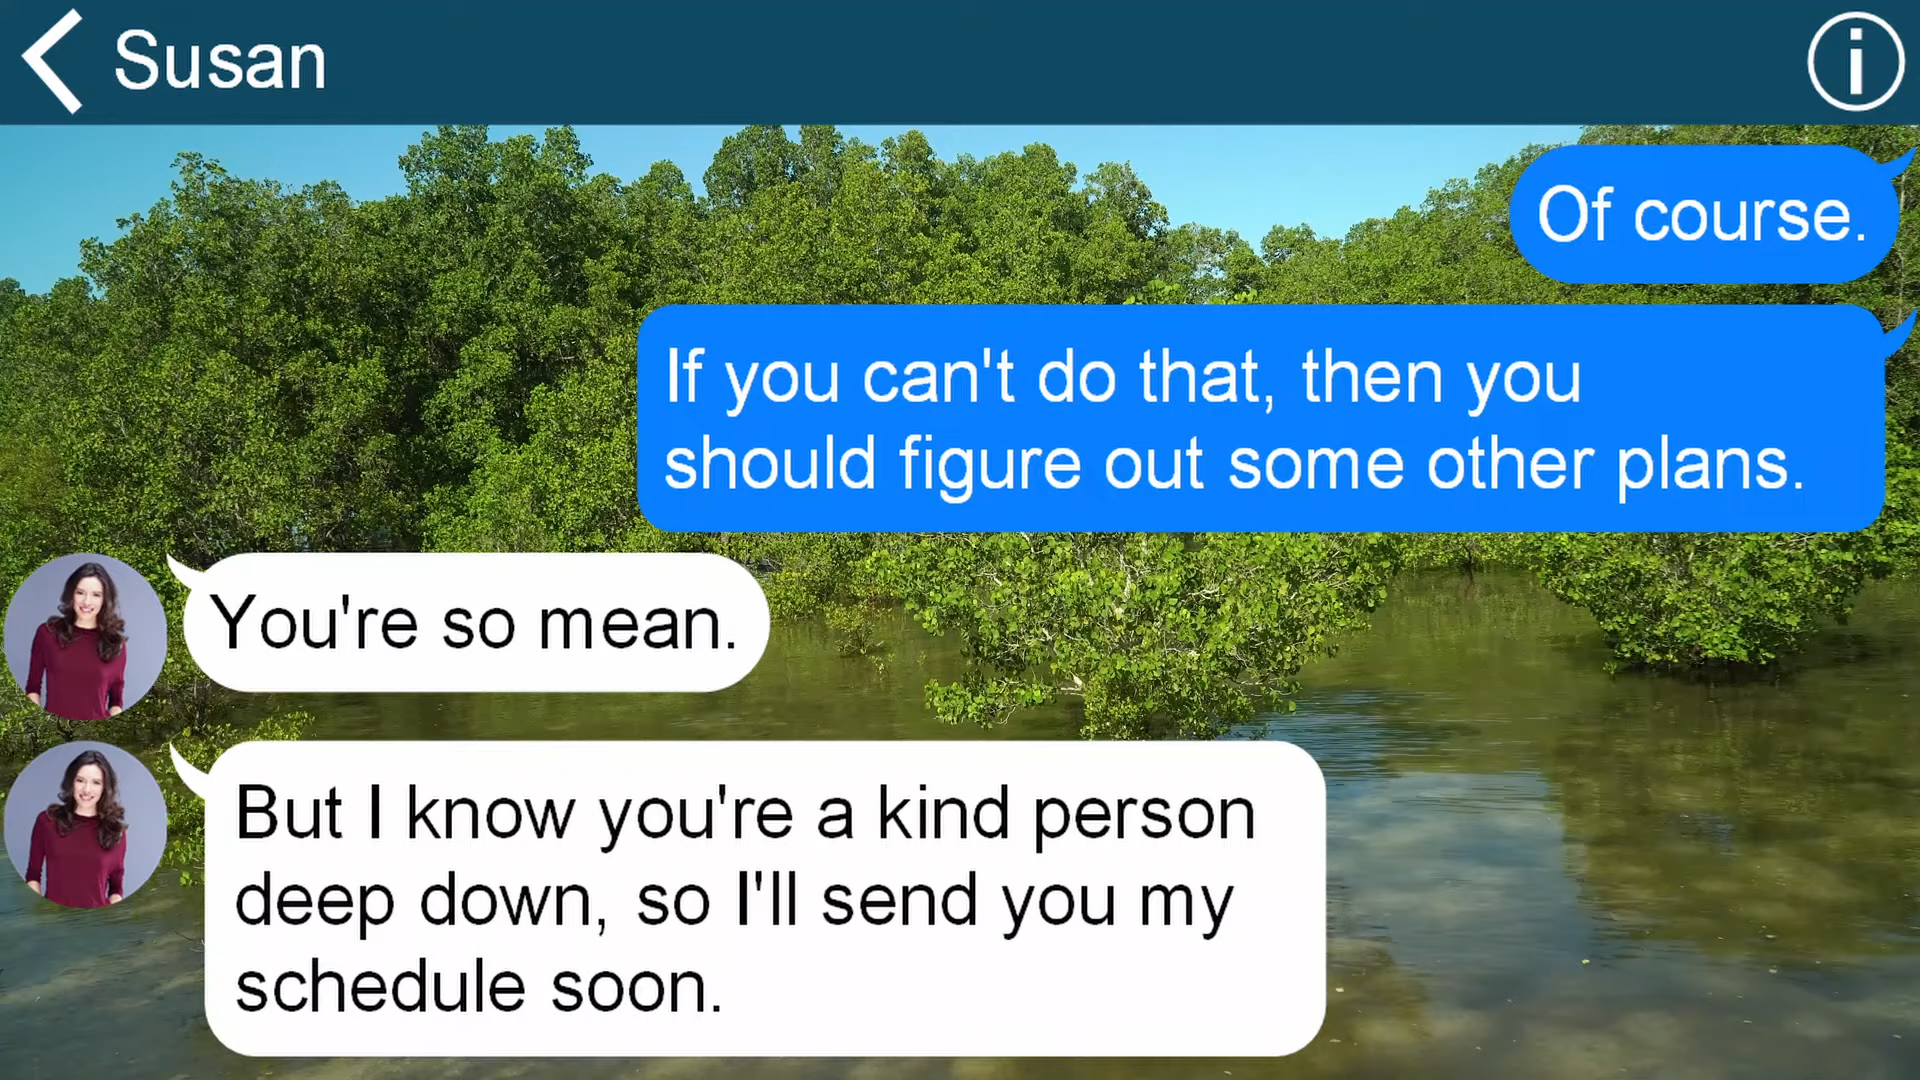 Susan
Of course.
If you can't do that, then you
should figure out some other plans.
You're so mean.
But I know you're a kind person
deep down, so I'll send you my
schedule soon.